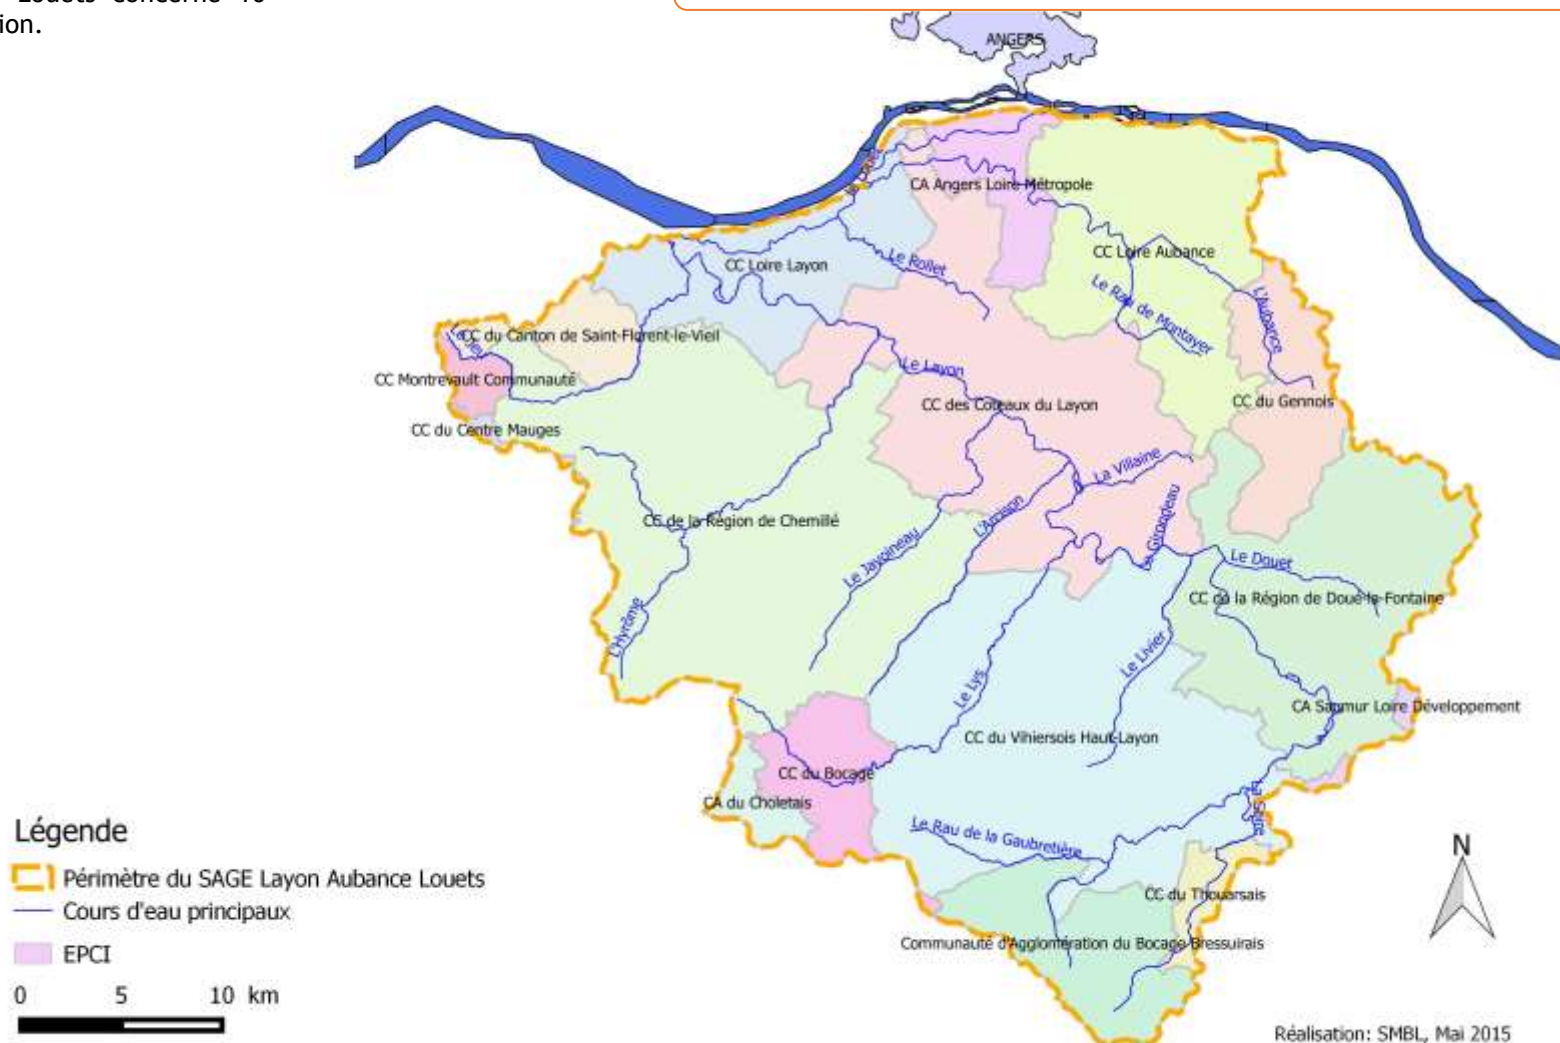 Louets concerne
ion.
ANGERS
CA Angers Loire Métropole
CC Loire Aubance
CC Loire Layon
Le Rollet
Le Rau de Montayer
L'Aubance
CC du Canton de Saint-Florent-le-Vieil
CC Montrevault Communauté
Le Layon
CC des Coteaux du Layon
CC du Gennois
CC du Centre Mauges
La Villaine
CC de la Région de Chemillé
L'Arcison
Le Javoineau
Le Girondeau
Le Douet
CC de la Région de Doué-la-Fontaine
L'Hyrôme
Le Livier
Le Lys
CA Saumur Loire Développement
CC du Vihiersois Haut-Layon
CC du Bocage
CA du Choletais
Le Rau de la Gaubretière
CC du Thouarsais
Communauté d'Agglomération du Bocage Bressuirais
Légende
Périmètre du SAGE Layon Aubance Louets
Cours d'eau principaux
EPCI
0 5 10 km
N
Réalisation: SMBL, Mai 2015